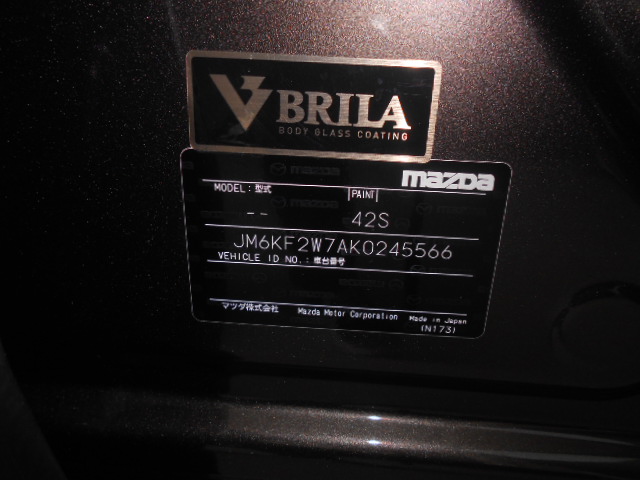 V BRILA
BODY GLASS COATING
mazda
MODEL：型式
PAINT
-- 42S
JM6KF2W7AK0245566
VEHICLE ID NO.：車台番号
マツダ株式会社 Mazda Motor Corporation Made in Japan
(N173)